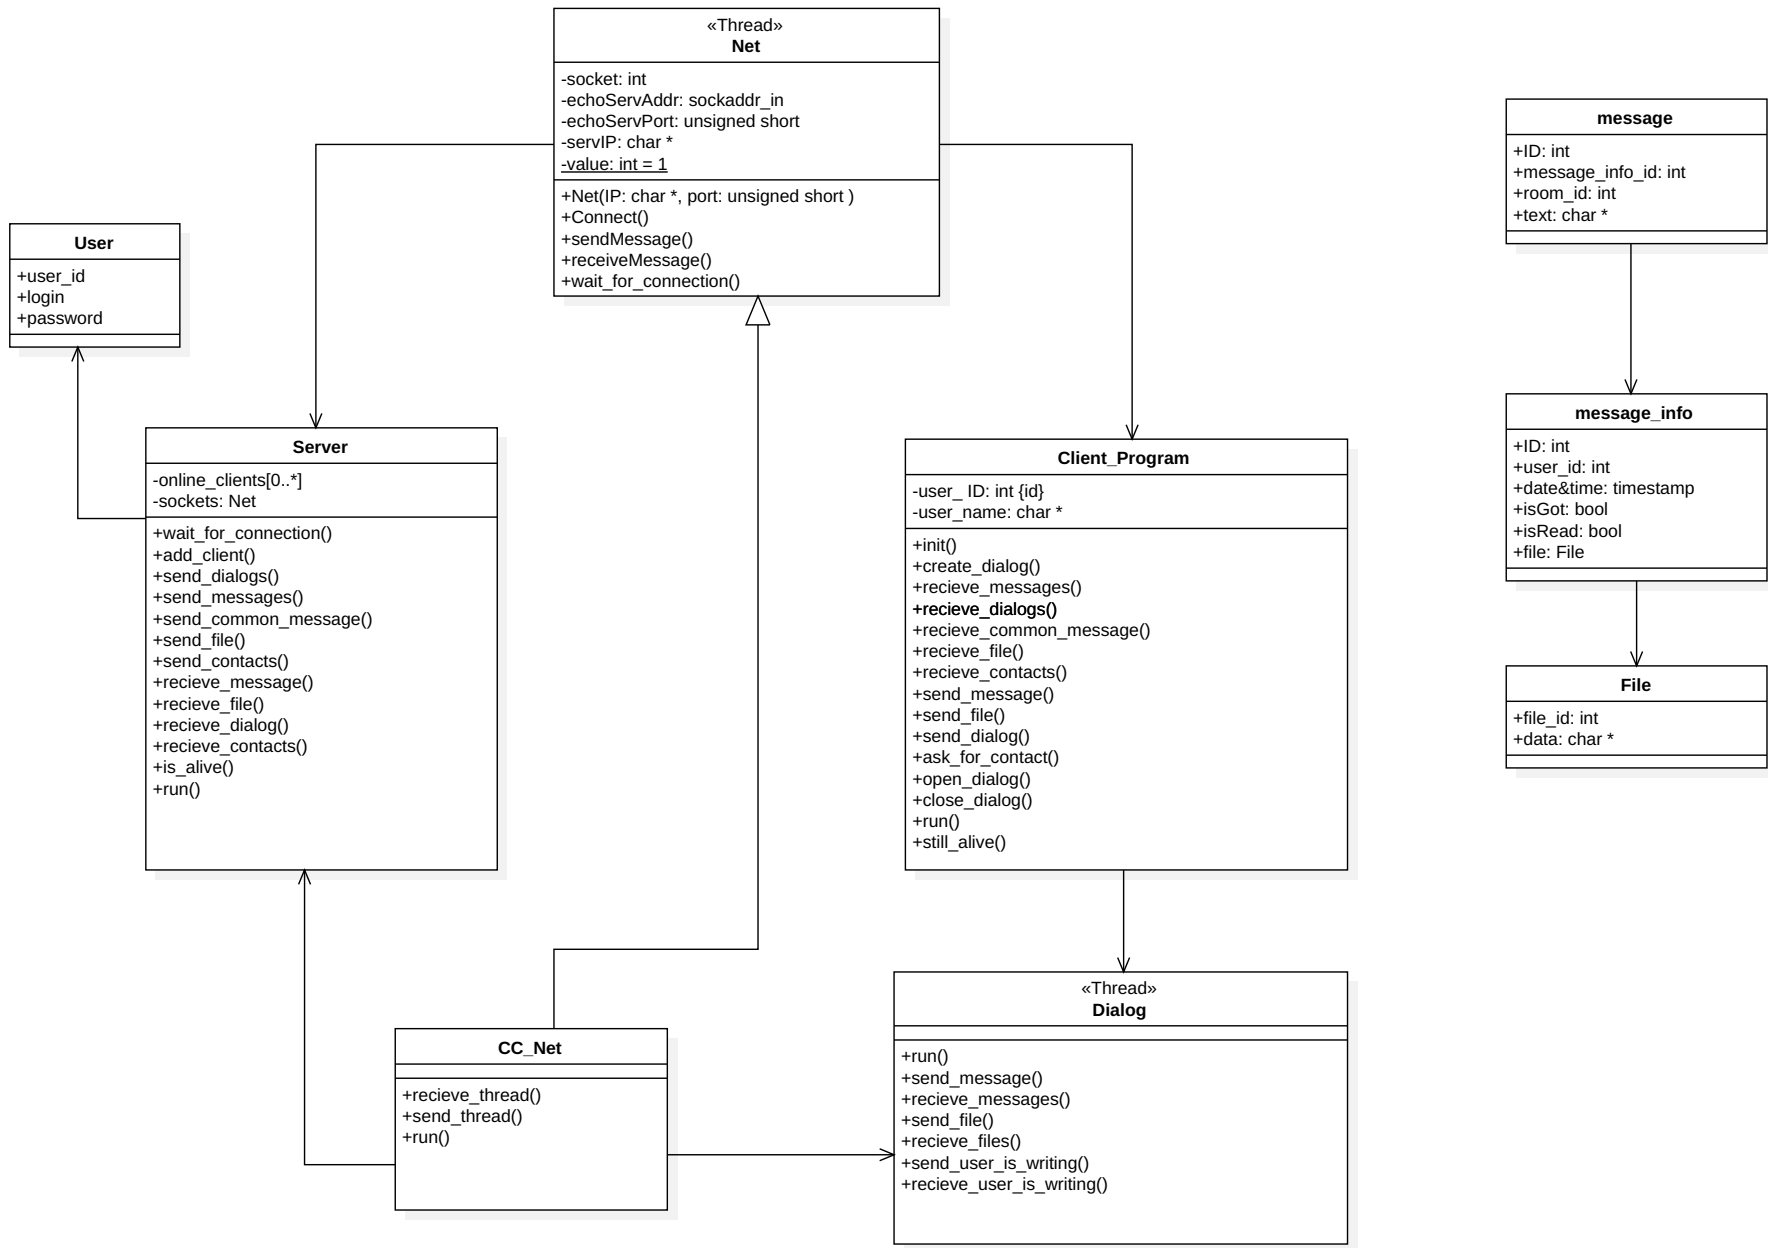 «Thread»
Net
-socket: int
-echoServAddr: sockaddr_in
-echoServPort: unsigned short
-servIP: char *
-value: int = 1
+Net(IP: char *, port: unsigned short )
+Connect()
+sendMessage()
+receiveMessage()
+wait_for_connection()
message
+ID: int
+message_info_id: int
+room_id: int
+text: char *
User
+user_id
+login
+password
Server
-online_clients[0..*]
-sockets: Net
+wait_for_connection()
+add_client()
+send_dialogs()
+send_messages()
+send_common_message()
+send_file()
+send_contacts()
+recieve_message()
+recieve_file()
+recieve_dialog()
+recieve_contacts()
+is_alive()
+run()
Client_Program
-user_ ID: int {id}
-user_name: char *
+init()
+create_dialog()
+recieve_messages()
+recieve_dialogs()
+recieve_common_message()
+recieve_file()
+recieve_contacts()
+send_message()
+send_file()
+send_dialog()
+ask_for_contact()
+open_dialog()
+close_dialog()
+run()
+still_alive()
message_info
+ID: int
+user_id: int
+date&time: timestamp
+isGot: bool
+isRead: bool
+file: File
File
+file_id: int
+data: char *
CC_Net
+recieve_thread()
+send_thread()
+run()
«Thread»
Dialog
+run()
+send_message()
+recieve_messages()
+send_file()
+recieve_files()
+send_user_is_writing()
+recieve_user_is_writing()